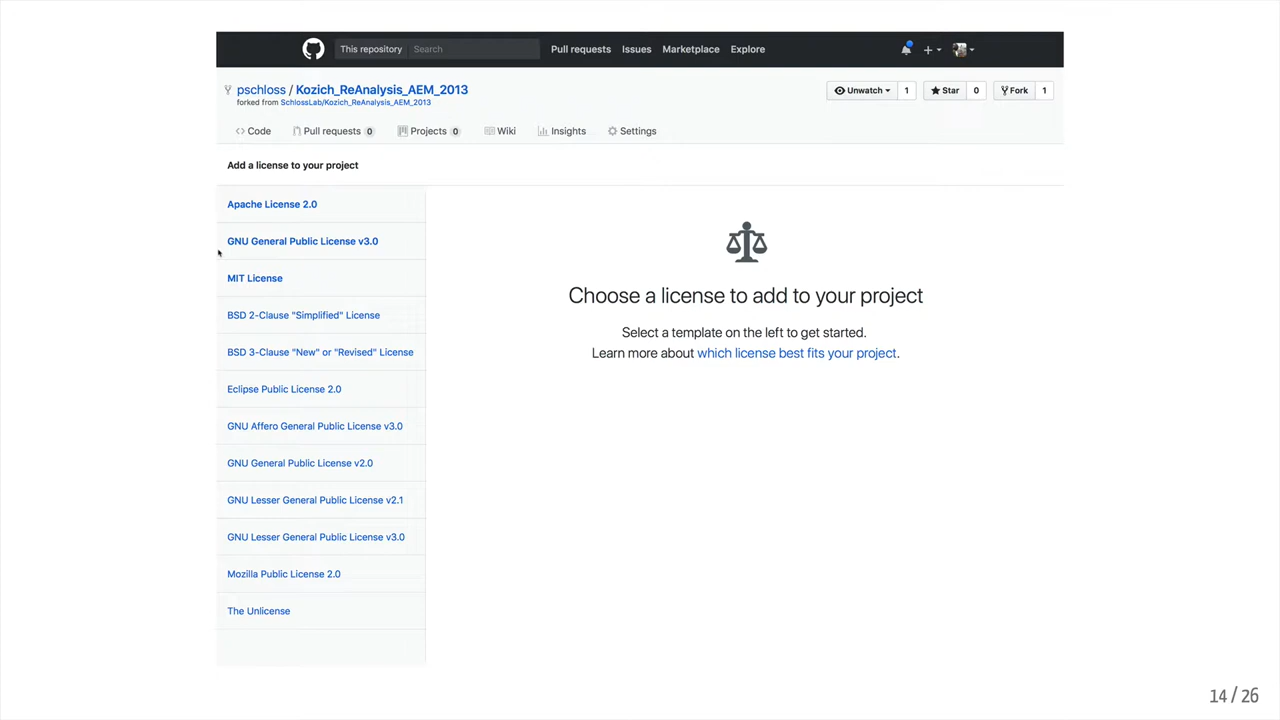 This repository Search Pull requests Issues Marketplace Explore
pschloss / Kozich_ReAnalysis_AEM_2013 Unwatch 1 Star 0 Fork 1
forked from SchlossLab/Kozich_ReAnalysis_AEM_2013
Code Pull requests 0 Projects 0 Wiki Insights Settings
Add a license to your project
Apache License 2.0
GNU General Public License v3.0
MIT License
BSD 2-Clause "Simplified" License
BSD 3-Clause "New" or "Revised" License
Eclipse Public License 2.0
GNU Affero General Public License v3.0
GNU General Public License v2.0
GNU Lesser General Public License v2.1
GNU Lesser General Public License v3.0
Mozilla Public License 2.0
The Unlicense
Choose a license to add to your project
Select a template on the left to get started.
Learn more about which license best fits your project.
14 / 26